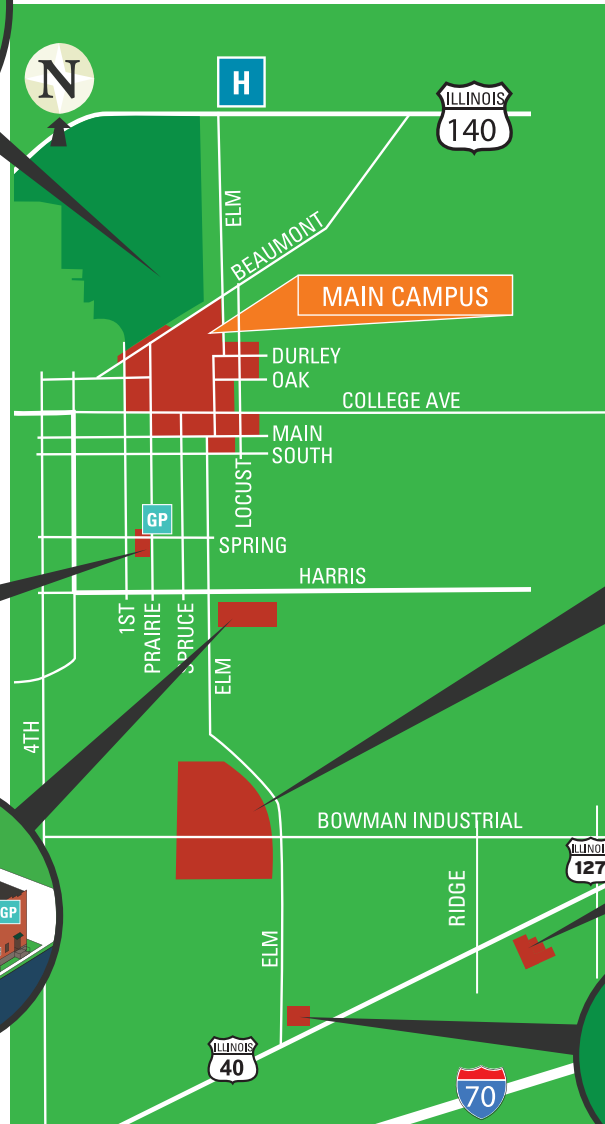 N
H
ILLINOIS
140
ELM
BEAUMONT
MAIN CAMPUS
DURLEY
OAK
COLLEGE AVE
MAIN
SOUTH
LOCUST
GP
SPRING
HARRIS
1ST
PRAIRIE
SPRUCE
ELM
4TH
BOWMAN INDUSTRIAL
ILLINOI
127
RIDGE
GP
ELM
ILLINOIS
40
70